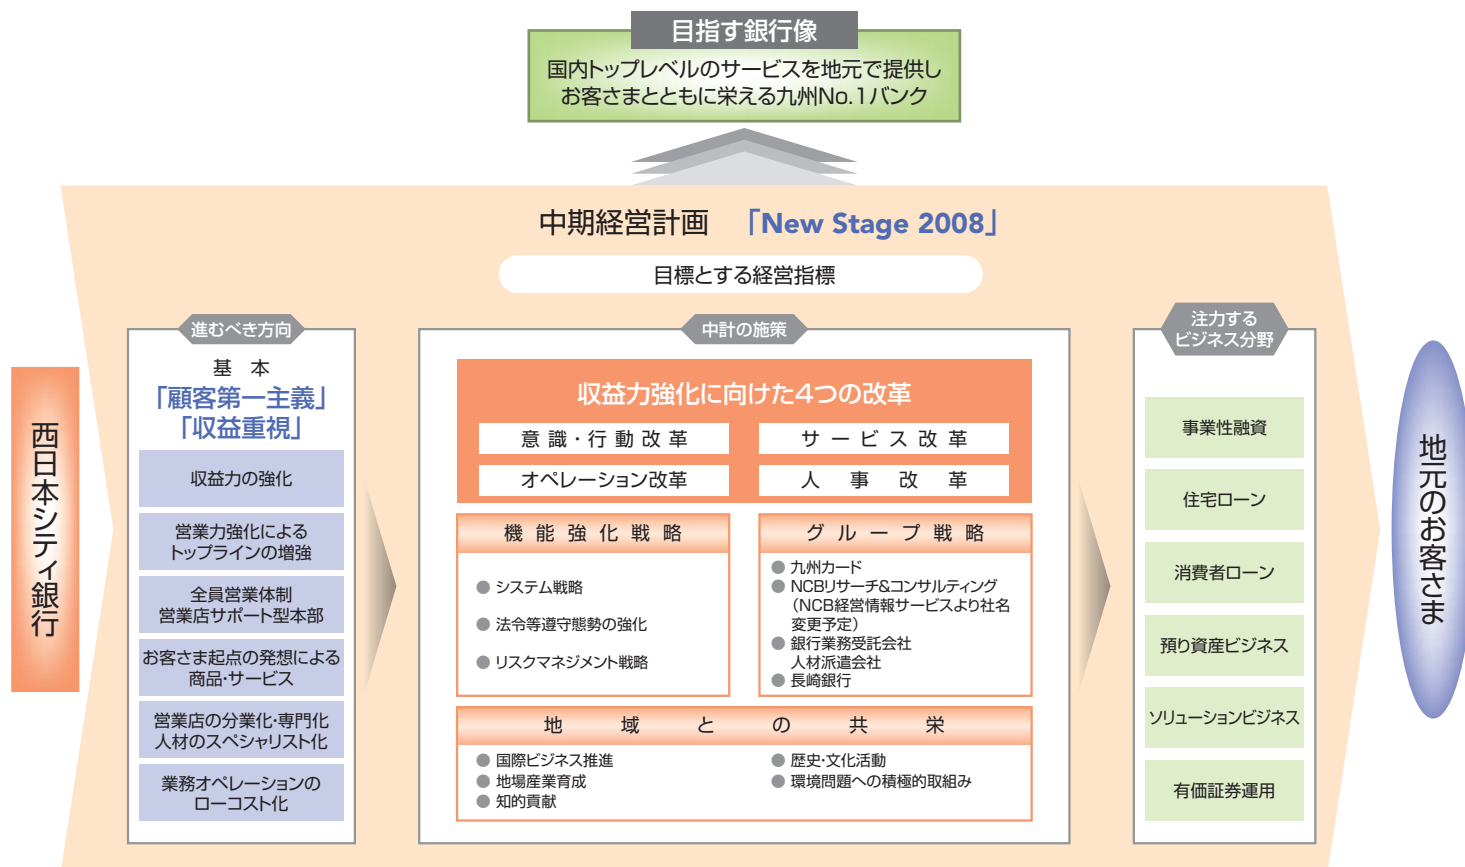 目指す銀行像
国内トップレベルのサービスを地元で提供し
お客さまとともに栄える九州No.1バンク
中期経営計画 「New Stage 2008」
目標とする経営指標
西日本シティ銀行
進むべき方向
基 本
「顧客第一主義」
「収益重視」
収益力の強化
営業力強化による
トップラインの増強
全員営業体制
営業店サポート型本部
お客さま起点の発想による
商品・サービス
営業店の分業化・専門化
人材のスペシャリスト化
業務オペレーションの
ローコスト化
中計の施策
収益力強化に向けた4つの改革
意識・行動改革
サービス改革
オペレーション改革
人事改革
機能強化戦略
● システム戦略
● 法令等遵守態勢の強化
● リスクマネジメント戦略
グループ戦略
● 九州カード
● NCBリサーチ&コンサルティング
（NCB経営情報サービスより社名
変更予定）
● 銀行業務受託会社
人材派遣会社
● 長崎銀行
地域との共栄
● 国際ビジネス推進
● 地場産業育成
● 知的貢献
● 歴史・文化活動
● 環境問題への積極的取組み
注力する
ビジネス分野
事業性融資
住宅ローン
消費者ローン
預り資産ビジネス
ソリューションビジネス
有価証券運用
地元のお客さま